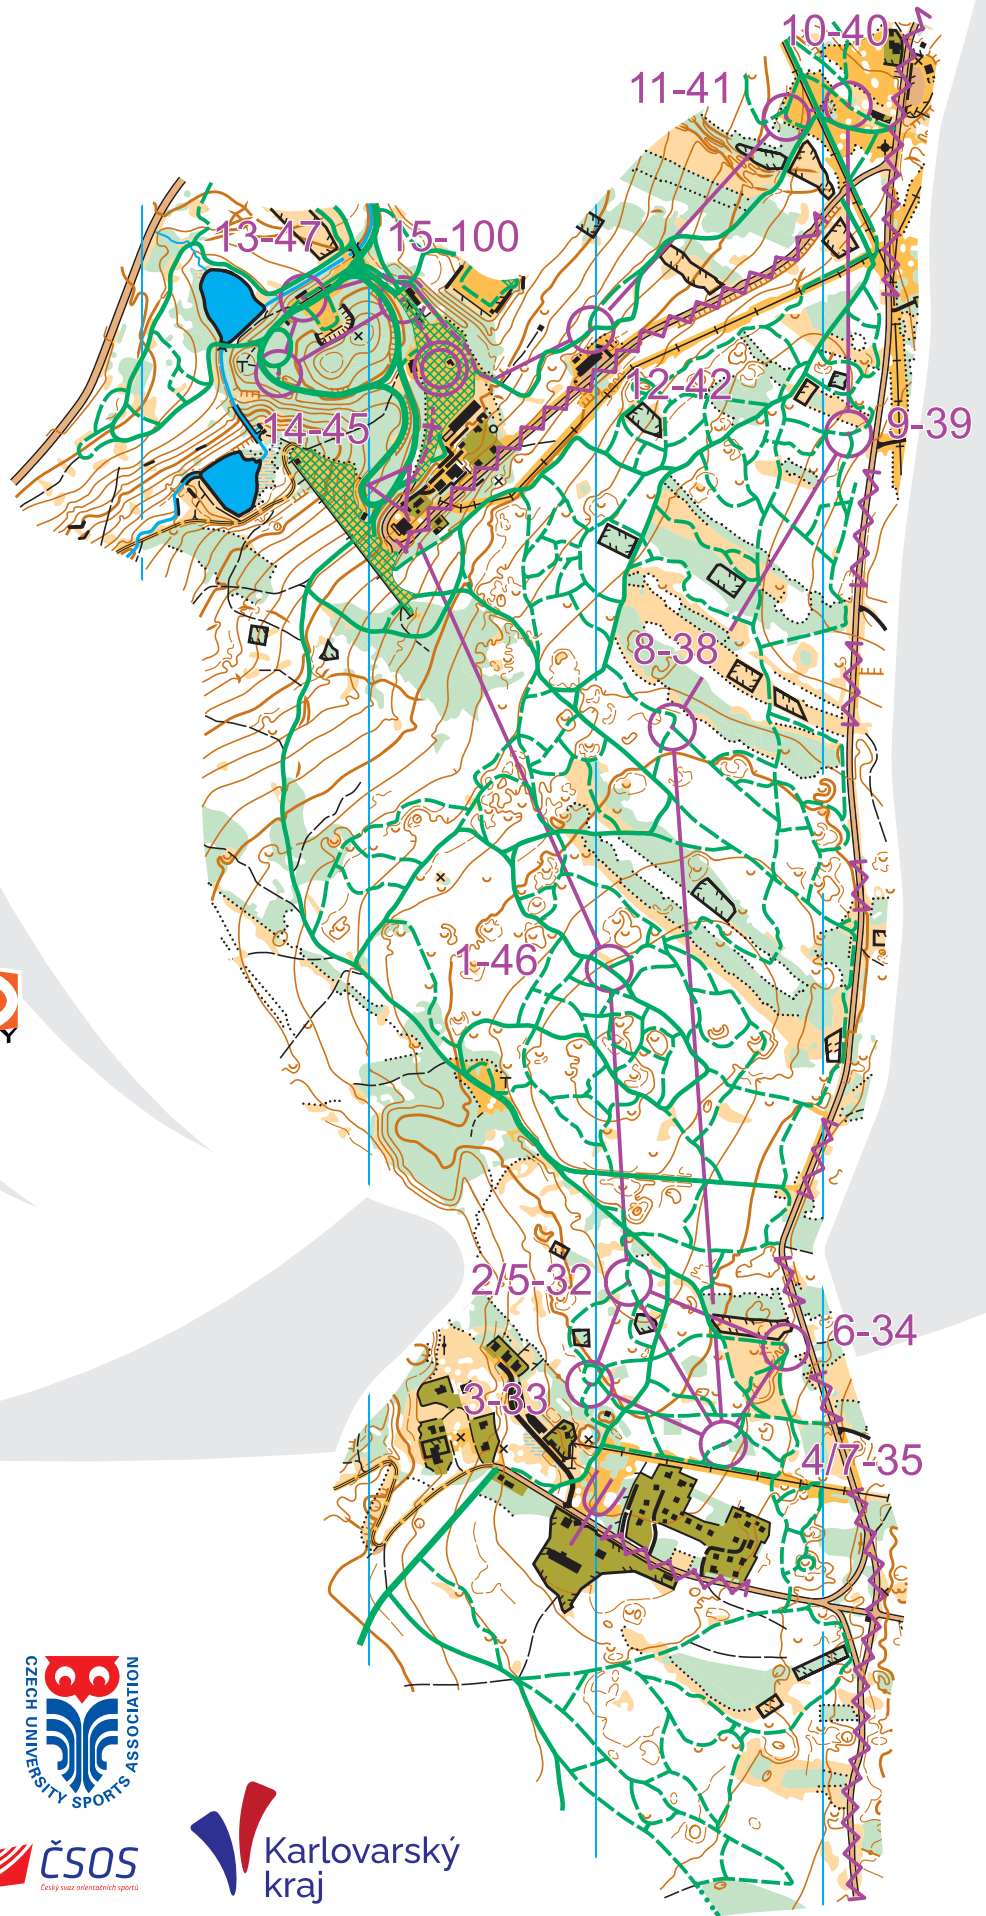 10-40
11-41
13-47
15-100
12-42
9-39
14-45
8-38
1-46
2/5-32
6-34
3-33
4/7-35
Y
CZECH UNIVERSITY SPORTS ASSOCIATION
ČSOS
Český svaz orientačních sportů
Karlovarský
kraj